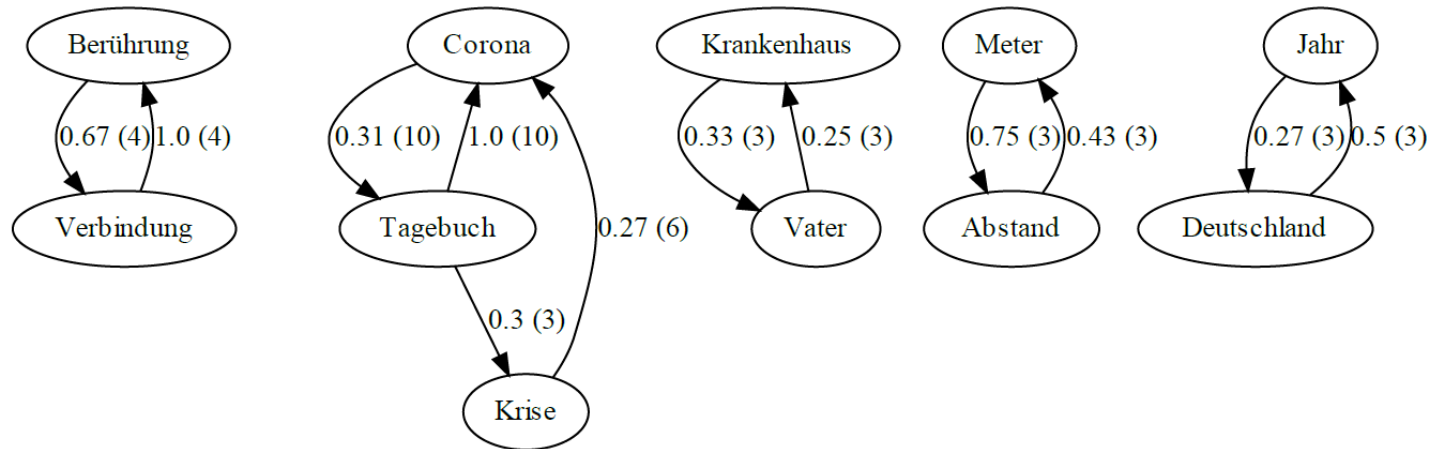 Berührung Corona Krankenhaus Meter Jahr
0.67 (4) 1.0 (4) 0.31 (10) 1.0 (10) 0.33 (3) 0.25 (3) 0.75 (3) 0.43 (3) 0.27 (3) 0.5 (3)
Verbindung Tagebuch 0.27 (6) Vater Abstand Deutschland
0.3 (3)
Krise